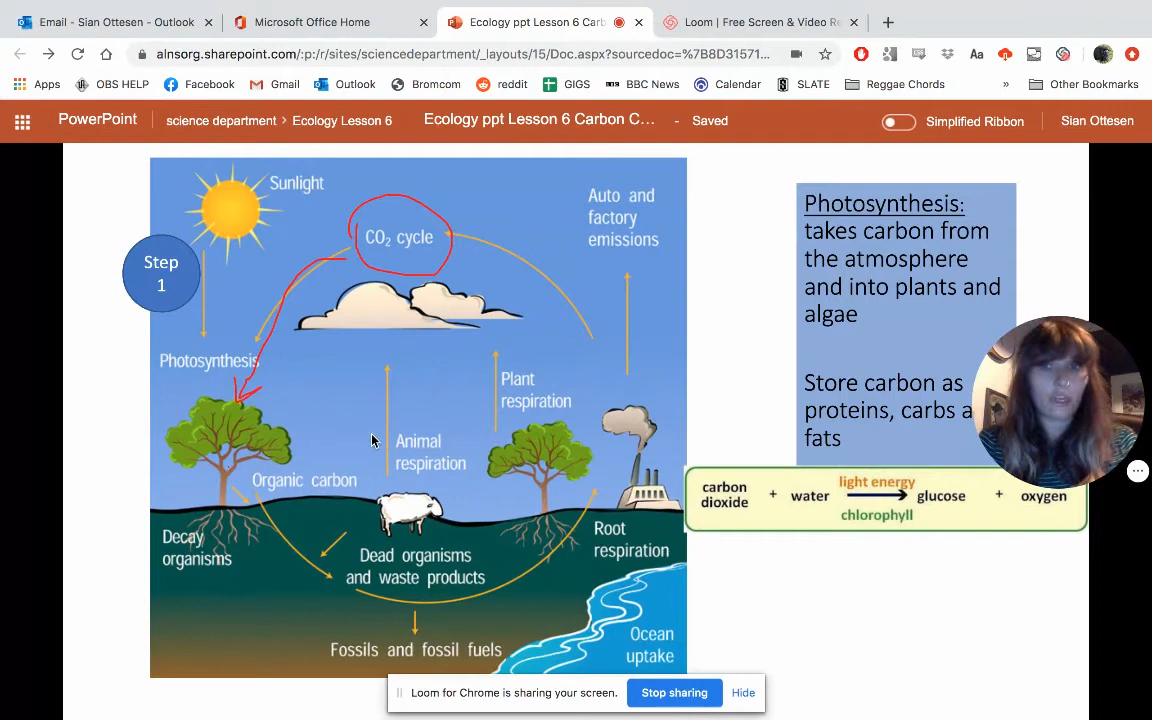 Email - Sian Ottesen - Outlook
Microsoft Office Home
Ecology ppt Lesson 6 Carb
Loom | Free Screen & Video Re
alnsorg.sharepoint.com/:p:/r/sites/sciencedepartment/_layouts/15/Doc.aspx?sourcedoc=%7B8D31571...
Aa
Apps
OBS HELP
Facebook
Gmail
Outlook
Bromcom
reddit
GIGS
BBC News
Calendar
SLATE
Reggae Chords
»
Other Bookmarks
PowerPoint
science department › Ecology Lesson 6
Ecology ppt Lesson 6 Carbon C... - Saved
Simplified Ribbon
Sian Ottesen
Sunlight
CO₂ cycle
Auto and
factory
emissions
Step
1
Photosynthesis
Plant
respiration
Animal
respiration
Organic carbon
Decay
organisms
Dead organisms
and waste products
Root
respiration
Fossils and fossil fuels
Ocean
uptake
Photosynthesis:
takes carbon from
the atmosphere
and into plants and
algae
Store carbon as
proteins, carbs a
fats
carbon
dioxide
+ water
light energy
chlorophyll
glucose + oxygen
Loom for Chrome is sharing your screen.
Stop sharing
Hide